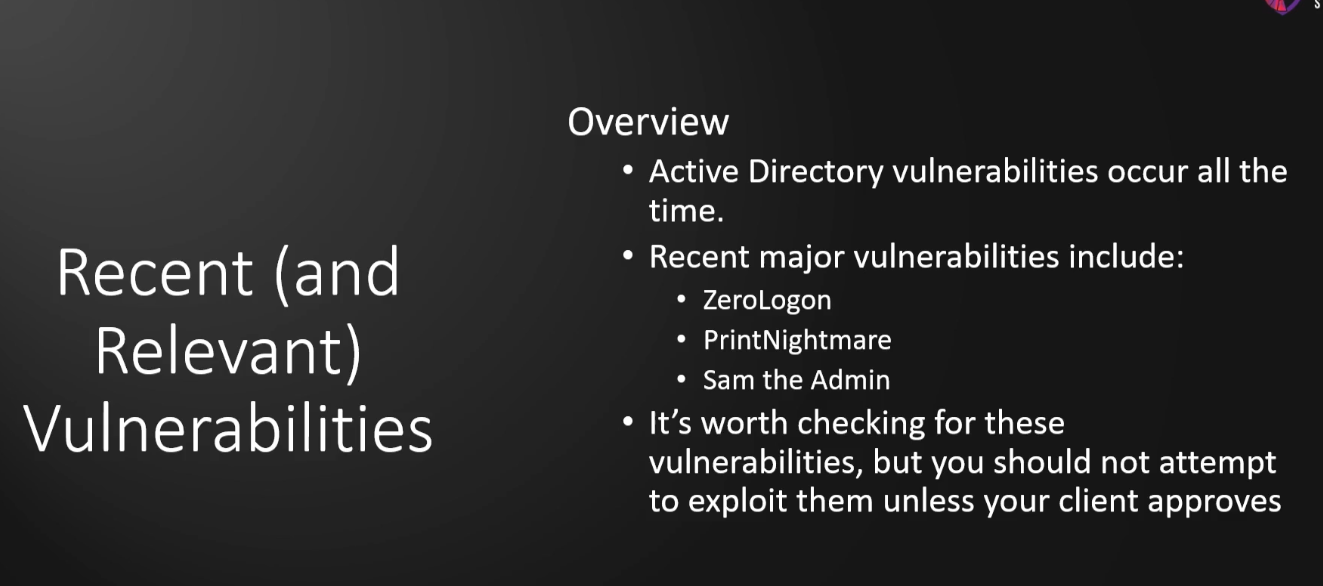 Recent (and
Relevant)
Vulnerabilities
Overview
• Active Directory vulnerabilities occur all the
time.
• Recent major vulnerabilities include:
• ZeroLogon
• PrintNightmare
• Sam the Admin
• It’s worth checking for these
vulnerabilities, but you should not attempt
to exploit them unless your client approves